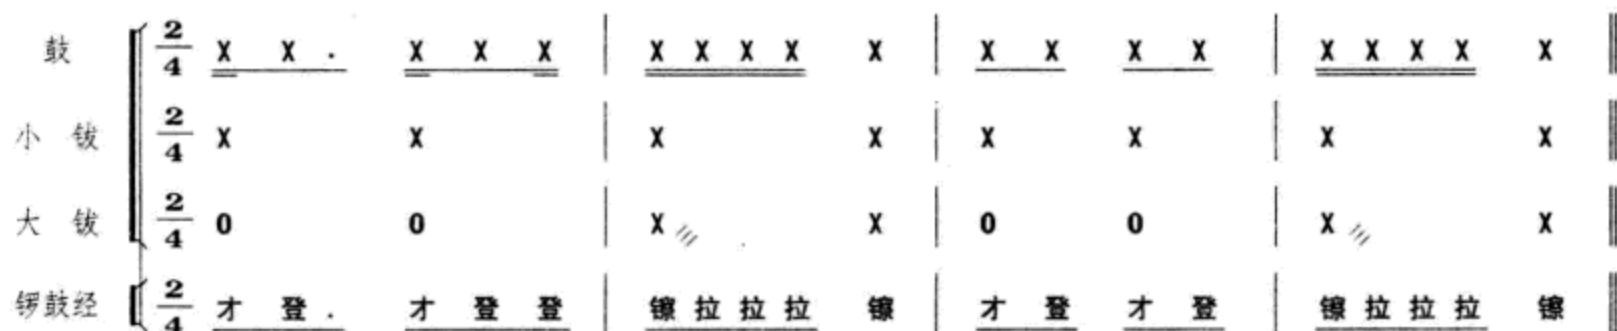 鼓 2/4 X X . X X X | X X X X X | X X X X | X X X X X ‖
小 钹 2/4 X X | X X | X X | X X ‖
大 钹 2/4 0 0 | X /// X | 0 0 | X /// X ‖
锣鼓经 2/4 才 登 . 才 登 登 | 镲 拉 拉 拉 镲 | 才 登 才 登 | 镲 拉 拉 拉 镲 ‖